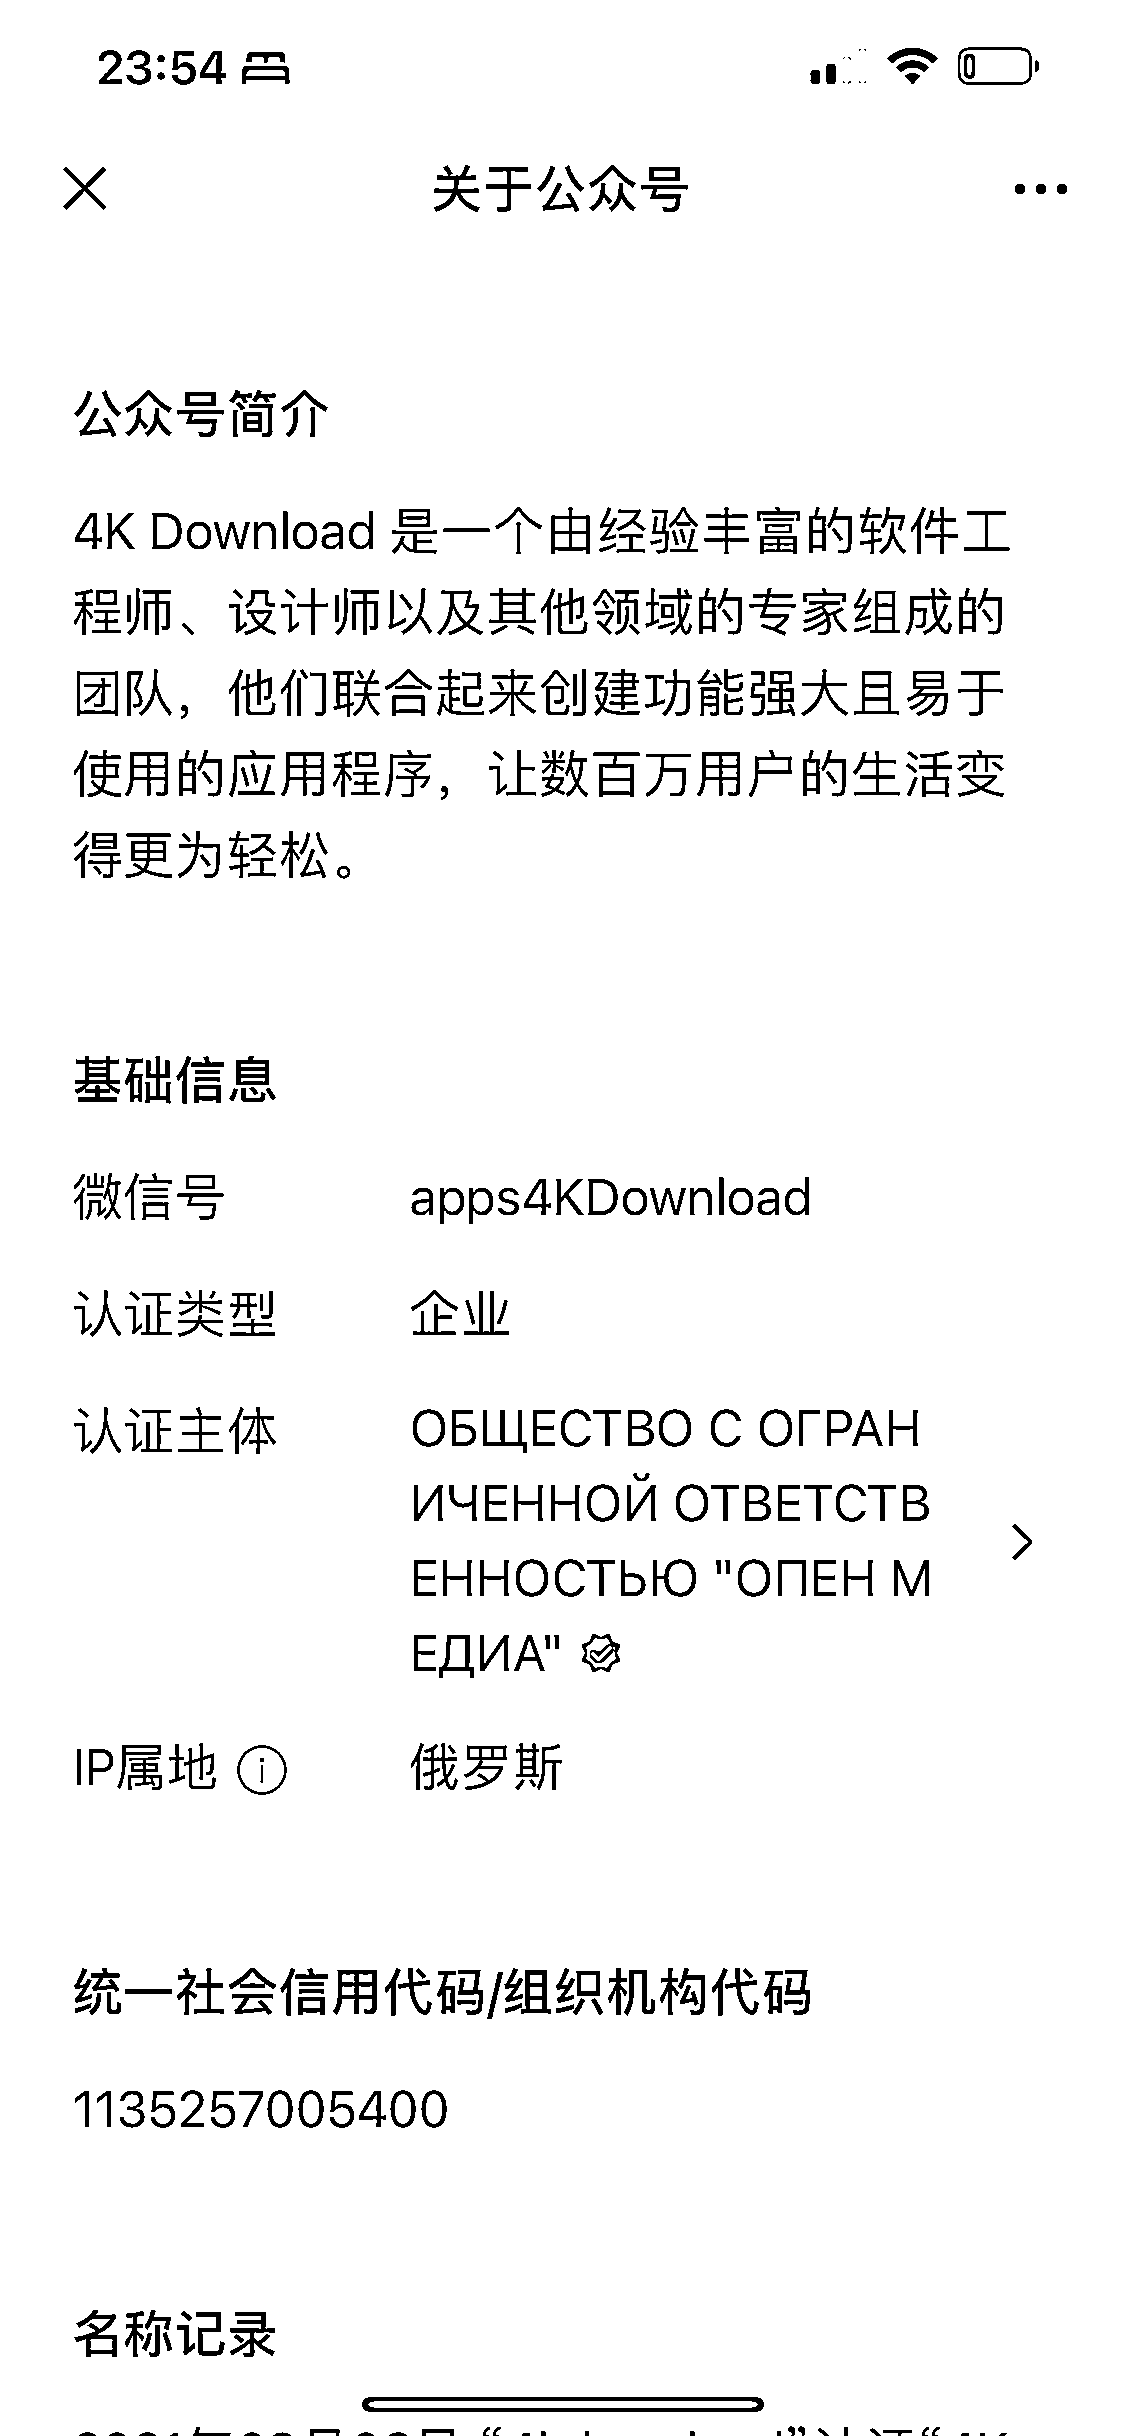 23:54
关于公众号
公众号简介
4K Download 是一个由经验丰富的软件工
程师、设计师以及其他领域的专家组成的
团队，他们联合起来创建功能强大且易于
使用的应用程序，让数百万用户的生活变
得更为轻松。
基础信息
微信号 apps4KDownload
认证类型 企业
认证主体 ОБЩЕСТВО С ОГРАН
ИЧЕННОЙ ОТВЕТСТВ
ЕННОСТЬЮ "ОПЕН М
ЕДИА"
IP属地 俄罗斯
统一社会信用代码/组织机构代码
1135257005400
名称记录